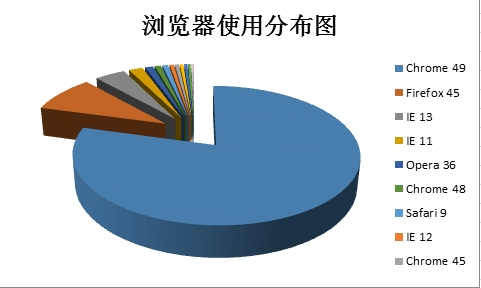 浏览器使用分布图
Chrome 49
Firefox 45
IE 13
IE 11
Opera 36
Chrome 48
Safari 9
IE 12
Chrome 45